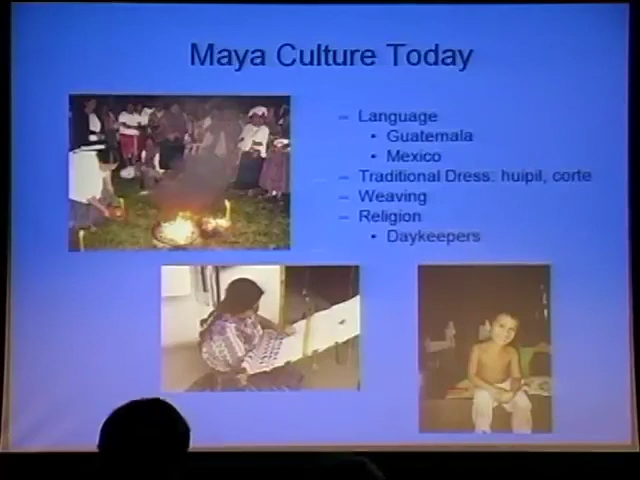 Maya Culture Today
– Language
• Guatemala
• Mexico
– Traditional Dress: huipil, corte
– Weaving
– Religion
• Daykeepers